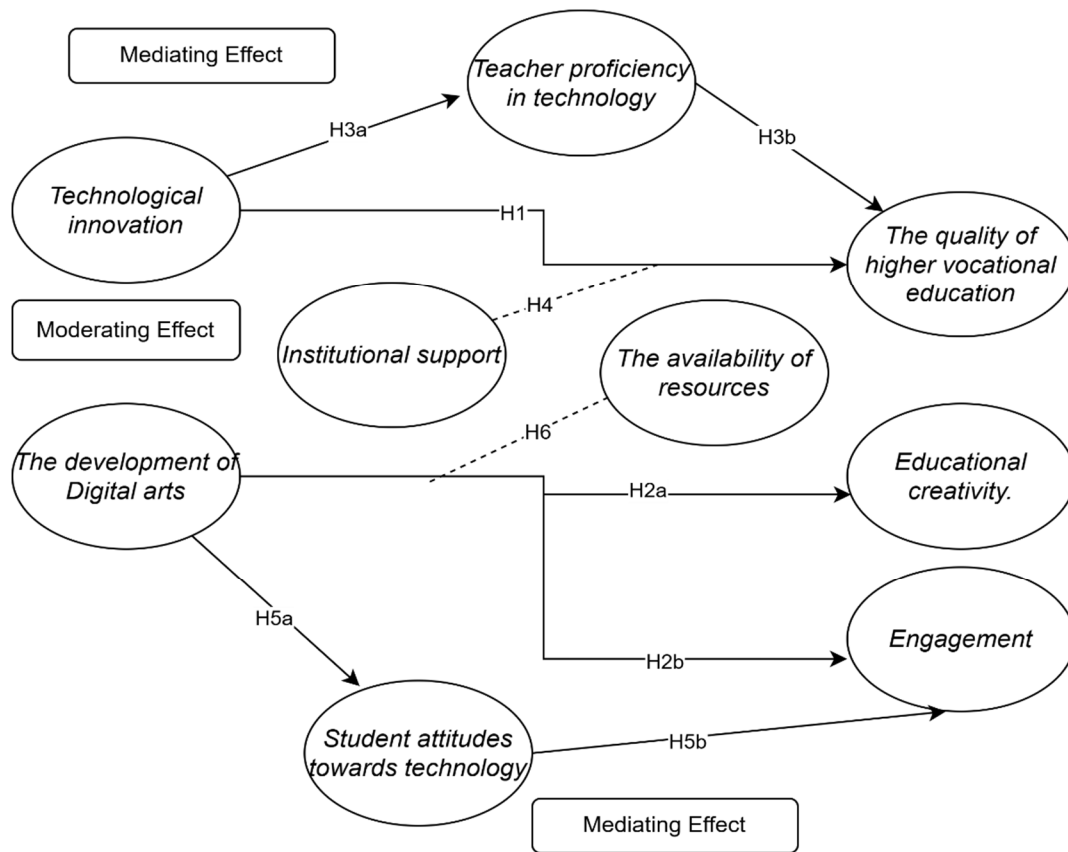 Mediating Effect
Teacher proficiency
in technology
H3a
H3b
Technological
innovation
H1
The quality of
higher vocational
education
H4
Moderating Effect
Institutional support
The availability of
resources
H6
The development of
Digital arts
Educational
creativity.
H2a
H5a
Engagement
H2b
Student attitudes
towards technology
H5b
Mediating Effect